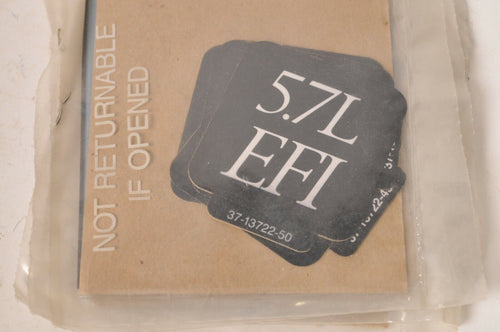 NOT RETURNABLE
IF OPENED
5.7L
EFI
37-13722-50